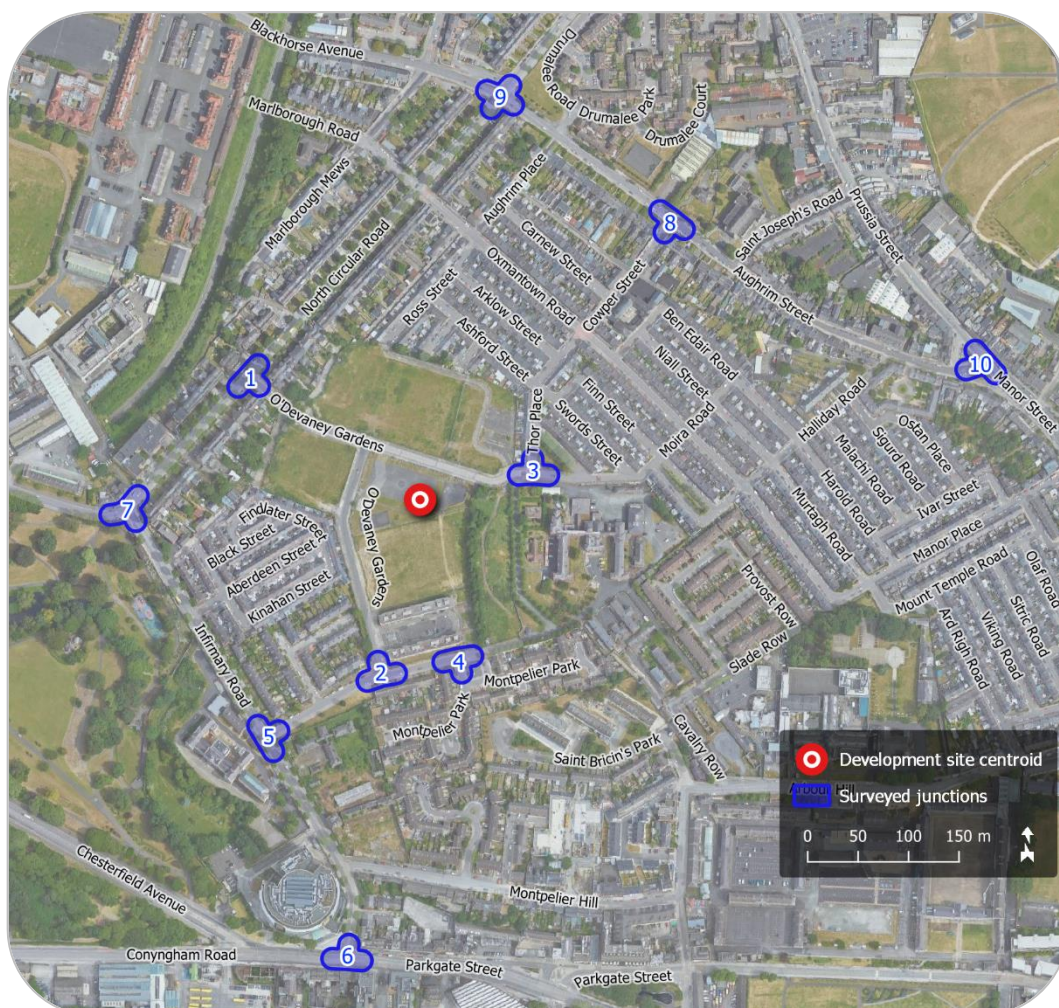 Blackhorse Avenue
Drumalee Road
9
Drumalee Park
Drumalee Court
Marlborough Road
Marlborough Mews
North Circular Road
Aughrim Place
8
Saint Joseph's Road
Prussia Street
Carnew Street
Oxmantown Road
Cowper Street
Aughrim Street
Ross Street
Arklow Street
Ashford Street
Ben Edair Road
Niall Street
10
Manor Street
1
O'Devaney Gardens
Thor Place
Finn Street
Swords Street
Moira Road
Halliday Road
Ostan Place
Sigurd Road
Malachi Road
Harold Road
Ivar Street
Murtagh Road
Manor Place
3
7
Findlater Street
Black Street
Aberdeen Street
Kinahan Street
O'Devaney Gardens
Mount Temple Road
Olaf Road
Sitric Road
Viking Road
Ard Righ Road
Provost Row
Slade Row
Infirmary Road
2
4
Montpelier Park
Montpelier Park
5
Saint Bricin's Park
Cavalry Row
Arbour Hill
Development site centroid
Surveyed junctions
0 50 100 150 m
Chesterfield Avenue
Montpelier Hill
Conyngham Road
6
Parkgate Street
Parkgate Street